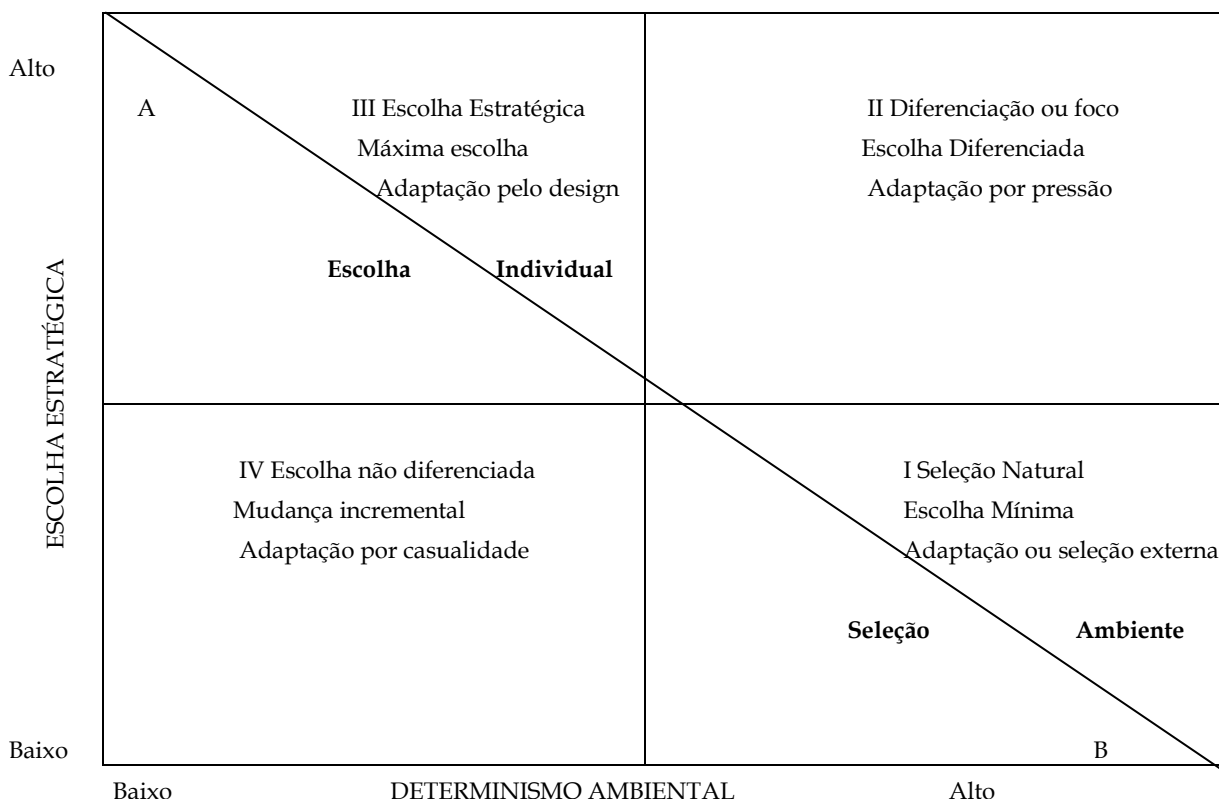 Alto
A
III Escolha Estratégica
Máxima escolha
Adaptação pelo design
Escolha Individual
II Diferenciação ou foco
Escolha Diferenciada
Adaptação por pressão
ESCOLHA ESTRATÉGICA
IV Escolha não diferenciada
Mudança incremental
Adaptação por casualidade
I Seleção Natural
Escolha Mínima
Adaptação ou seleção externa
Seleção Ambiente
B
Baixo
Baixo DETERMINISMO AMBIENTAL Alto